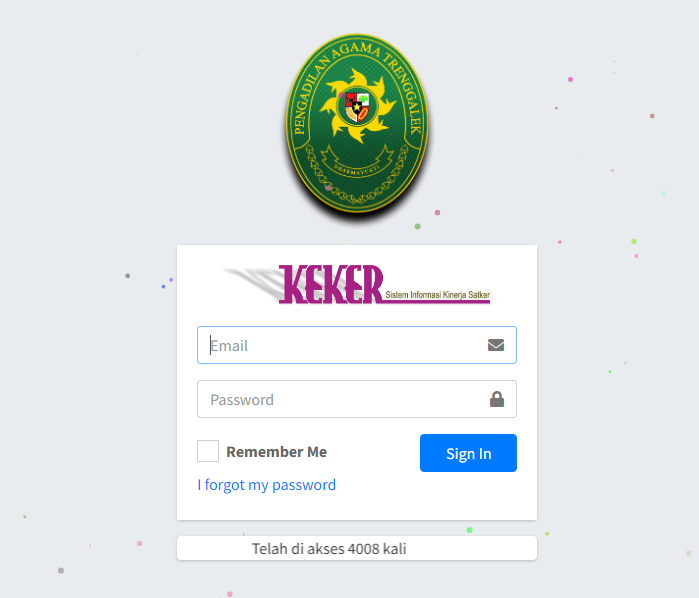 PENGADILAN AGAMA TRENGGALEK
DHARMAYUKTI
KEKER Sistem Informasi Kinerja Satker
Email
Password
Remember Me
Sign In
I forgot my password
Telah di akses 4008 kali